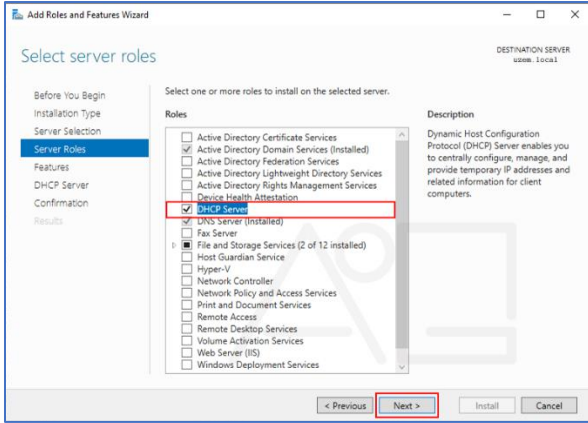 Add Roles and Features Wizard
Select server roles
DESTINATION SERVER
uzem.local
Before You Begin
Installation Type
Server Selection
Server Roles
Features
DHCP Server
Confirmation
Results
Select one or more roles to install on the selected server.
Roles
Active Directory Certificate Services
Active Directory Domain Services (Installed)
Active Directory Federation Services
Active Directory Lightweight Directory Services
Active Directory Rights Management Services
Device Health Attestation
DHCP Server
DNS Server (Installed)
Fax Server
File and Storage Services (2 of 12 installed)
Host Guardian Service
Hyper-V
Network Controller
Network Policy and Access Services
Print and Document Services
Remote Access
Remote Desktop Services
Volume Activation Services
Web Server (IIS)
Windows Deployment Services
Description
Dynamic Host Configuration
Protocol (DHCP) Server enables you
to centrally configure, manage, and
provide temporary IP addresses and
related information for client
computers.
< Previous
Next >
Install
Cancel